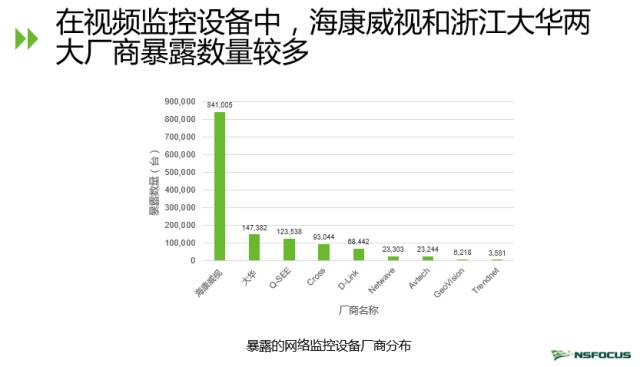 在视频监控设备中，海康威视和浙江大华两
大厂商暴露数量较多
900,000
800,000
700,000
600,000
500,000
400,000
300,000
200,000
100,000
0
暴露数量（台）
841,005
147,382
123,538
93,044
68,442
23,303
23,244
6,218
3,581
海康威视
大华
Q-SEE
Cross
D-Link
Netwave
Avtech
GeoVision
Trendnet
厂商名称
暴露的网络监控设备厂商分布
NSFOCUS